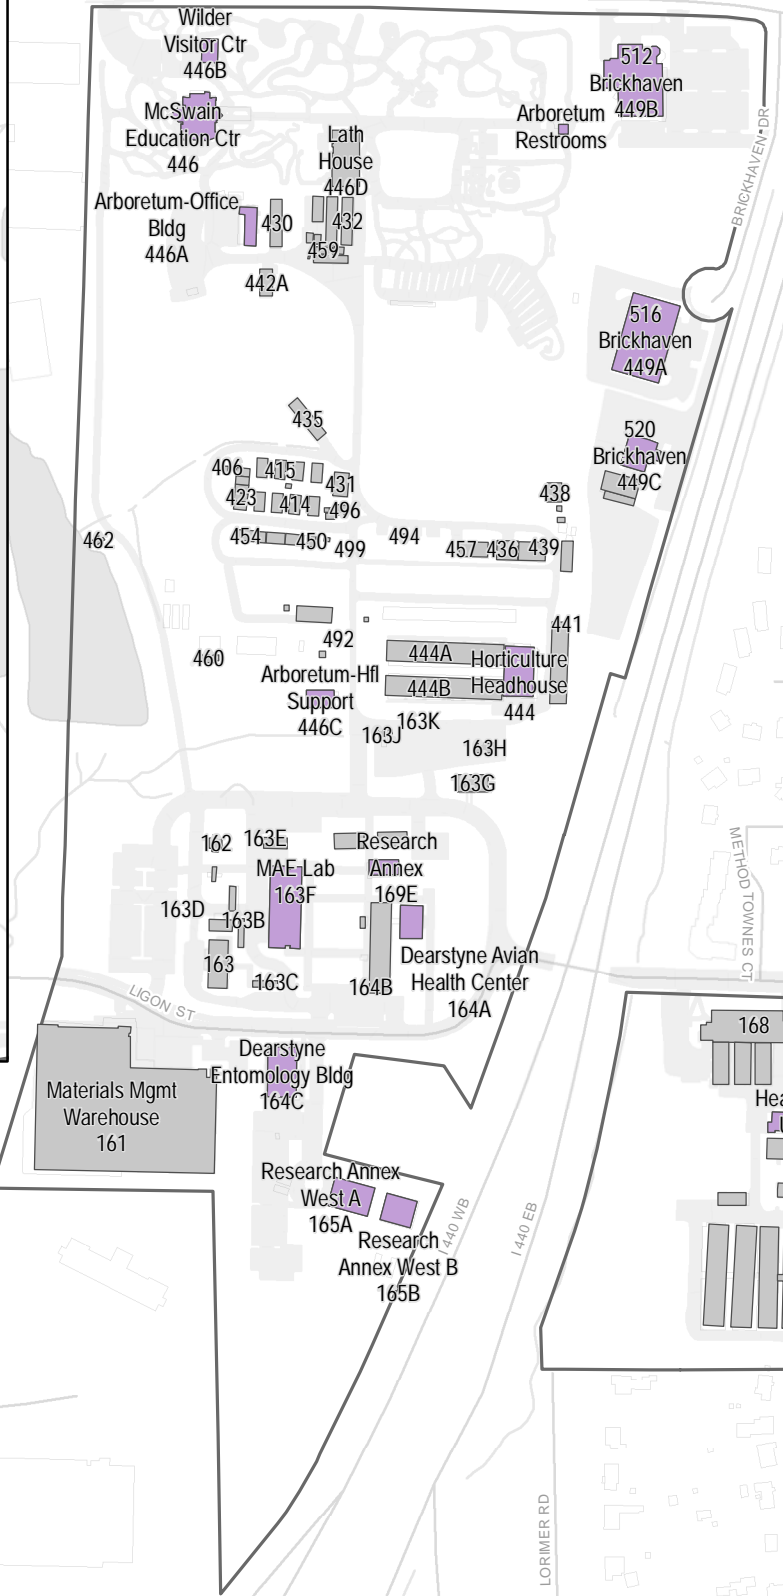 Wilder
Visitor Ctr
446B
512
Brickhaven
449B
McSwain
Education Ctr
446
Arboretum
Restrooms
Lath
House
446D
BRICKHAVEN DR
Arboretum-Office
Bldg
446A
430
432
459
442A
516
Brickhaven
449A
435
520
Brickhaven
449C
406
415
431
423
414
496
438
462
454
450
499
494
457
436
439
441
492
460
444A
444B
Horticulture
Headhouse
444
Arboretum-Hfl
Support
446C
163K
163J
163H
163G
162
163E
Research
Annex
169E
MAE Lab
163F
METHOD TOWNES CT
163D
163B
163
163C
164B
Dearstyne Avian
Health Center
164A
LIGON ST
168
Dearstyne
Entomology Bldg
164C
Materials Mgmt
Warehouse
161
Hea
Research Annex
West A
165A
Research
Annex West B
165B
I 440 WB
I 440 EB
LORIMER RD